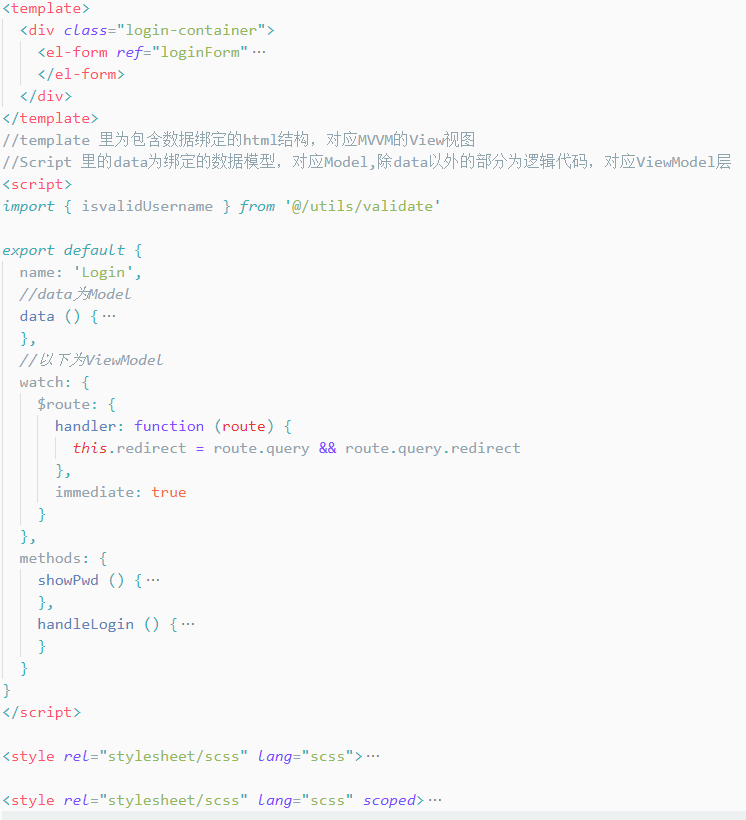 <template>
  <div class="login-container">
    <el-form ref="loginForm"…
    </el-form>
  </div>
</template>
//template 里为包含数据绑定的html结构，对应MVVM的View视图
//Script 里的data为绑定的数据模型，对应Model,除data以外的部分为逻辑代码，对应ViewModel层
<script>
import { isvalidUsername } from '@/utils/validate'

export default {
  name: 'Login',
  //data为Model
  data () {…
  },
  //以下为ViewModel
  watch: {
    $route: {
      handler: function (route) {
        this.redirect = route.query && route.query.redirect
      },
      immediate: true
    }
  },
  methods: {
    showPwd () {…
    },
    handleLogin () {…
    }
  }
}
</script>

<style rel="stylesheet/scss" lang="scss">…

<style rel="stylesheet/scss" lang="scss" scoped>…